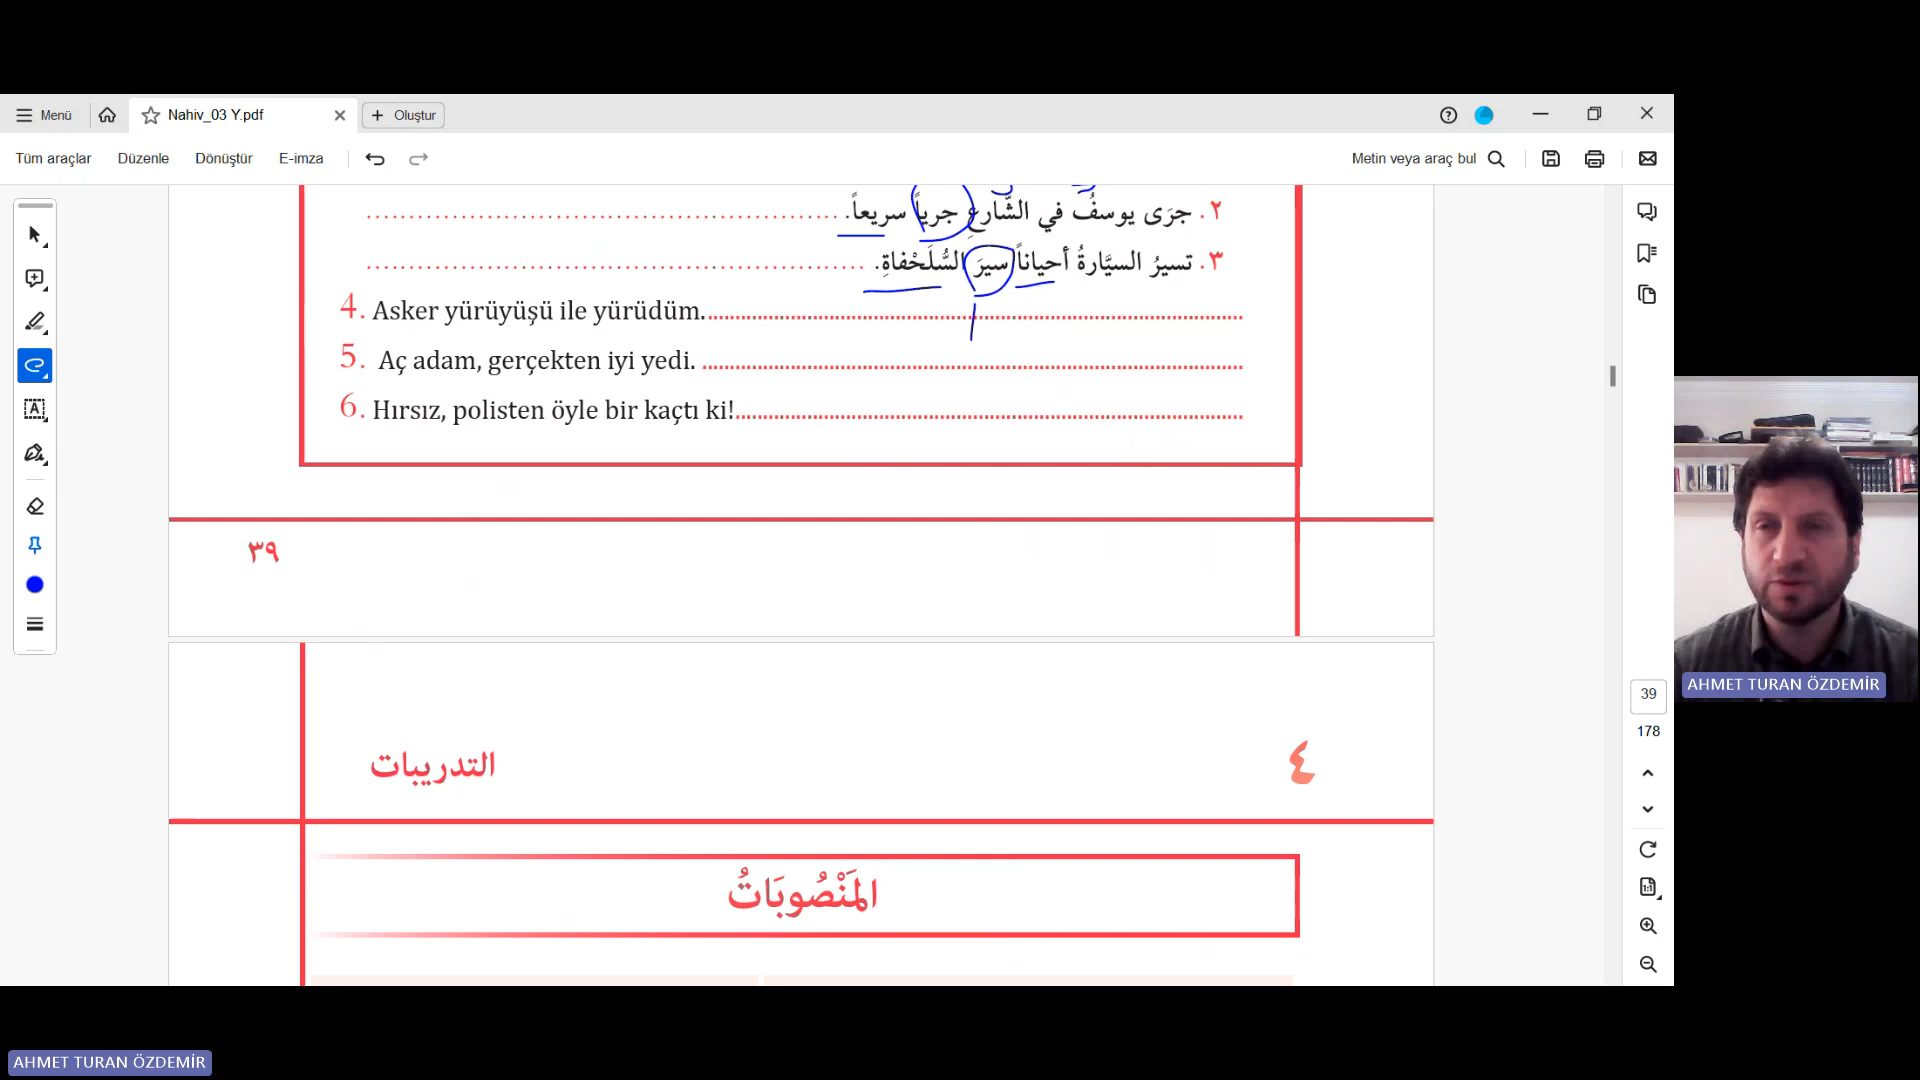 Menü
Nahiv_03 Y.pdf
Oluştur
Tüm araçlar Düzenle Dönüştür E-imza
Metin veya araç bul
٢. جرَى يوسفُ في الشَّارعِ جرياً سريعاً. ............................................................
٣. تسيرُ السيَّارةُ أحياناً سيرَ السُّلَحْفاةِ. ............................................................
4. Asker yürüyüşü ile yürüdüm. ............................................................
5. Aç adam, gerçekten iyi yedi. ............................................................
6. Hırsız, polisten öyle bir kaçtı ki! ............................................................
٣٩
٤
التدريبات
المَنْصُوبَاتُ
39
178
1:1
AHMET TURAN ÖZDEMİR
AHMET TURAN ÖZDEMİR